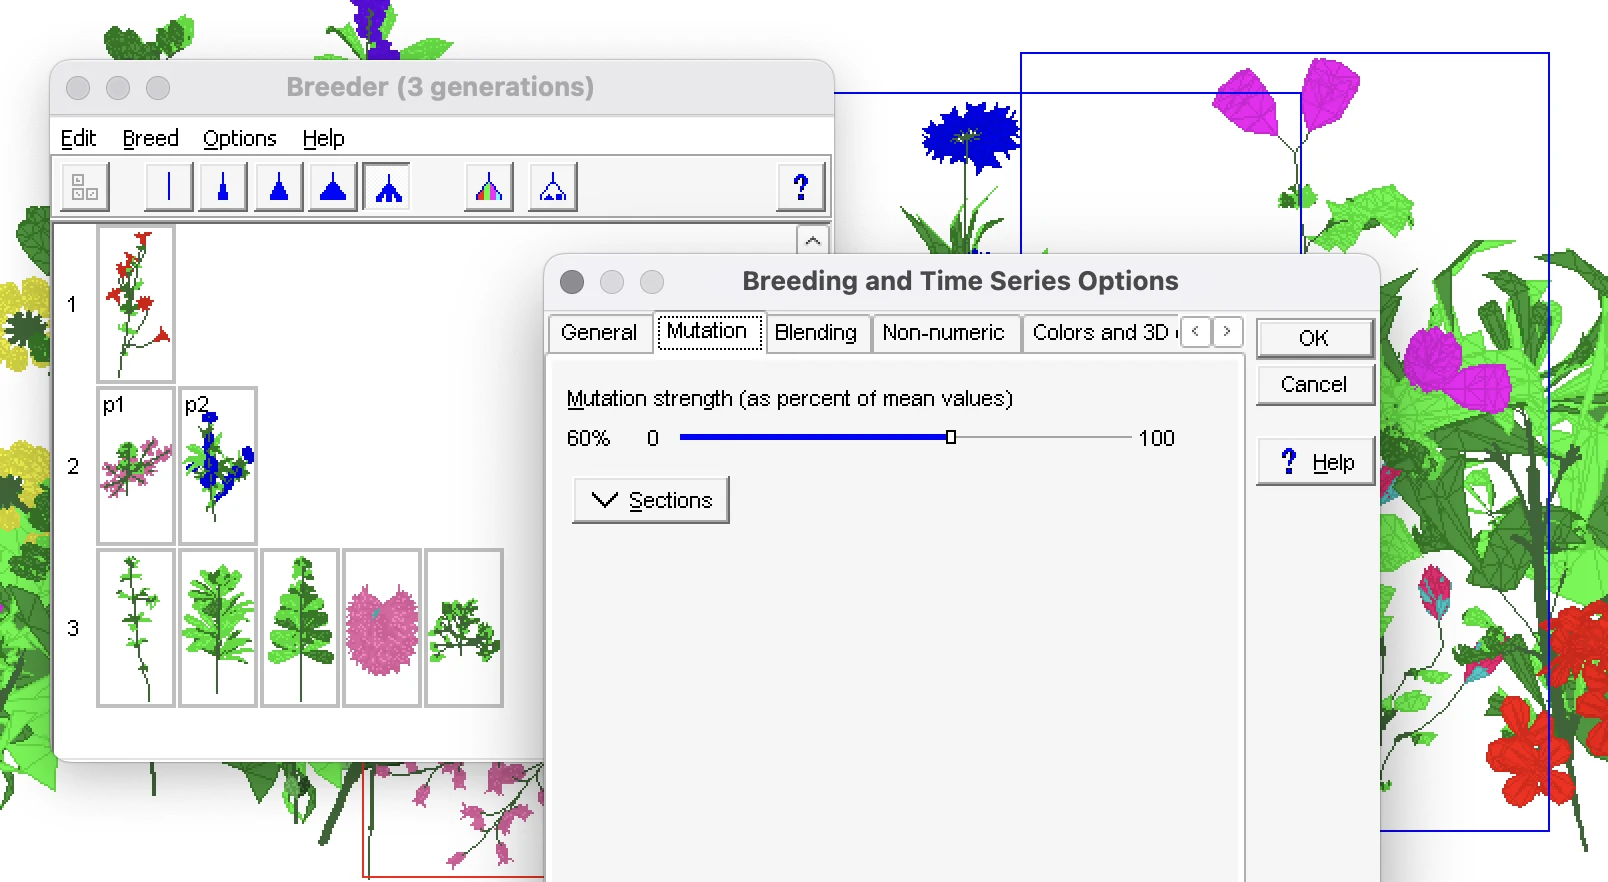 Breeder (3 generations)
Edit Breed Options Help
?
1
p1 p2
2
3
Breeding and Time Series Options
General Mutation Blending Non-numeric Colors and 3D
OK
Cancel
? Help
Mutation strength (as percent of mean values)
60% 0 100
Sections